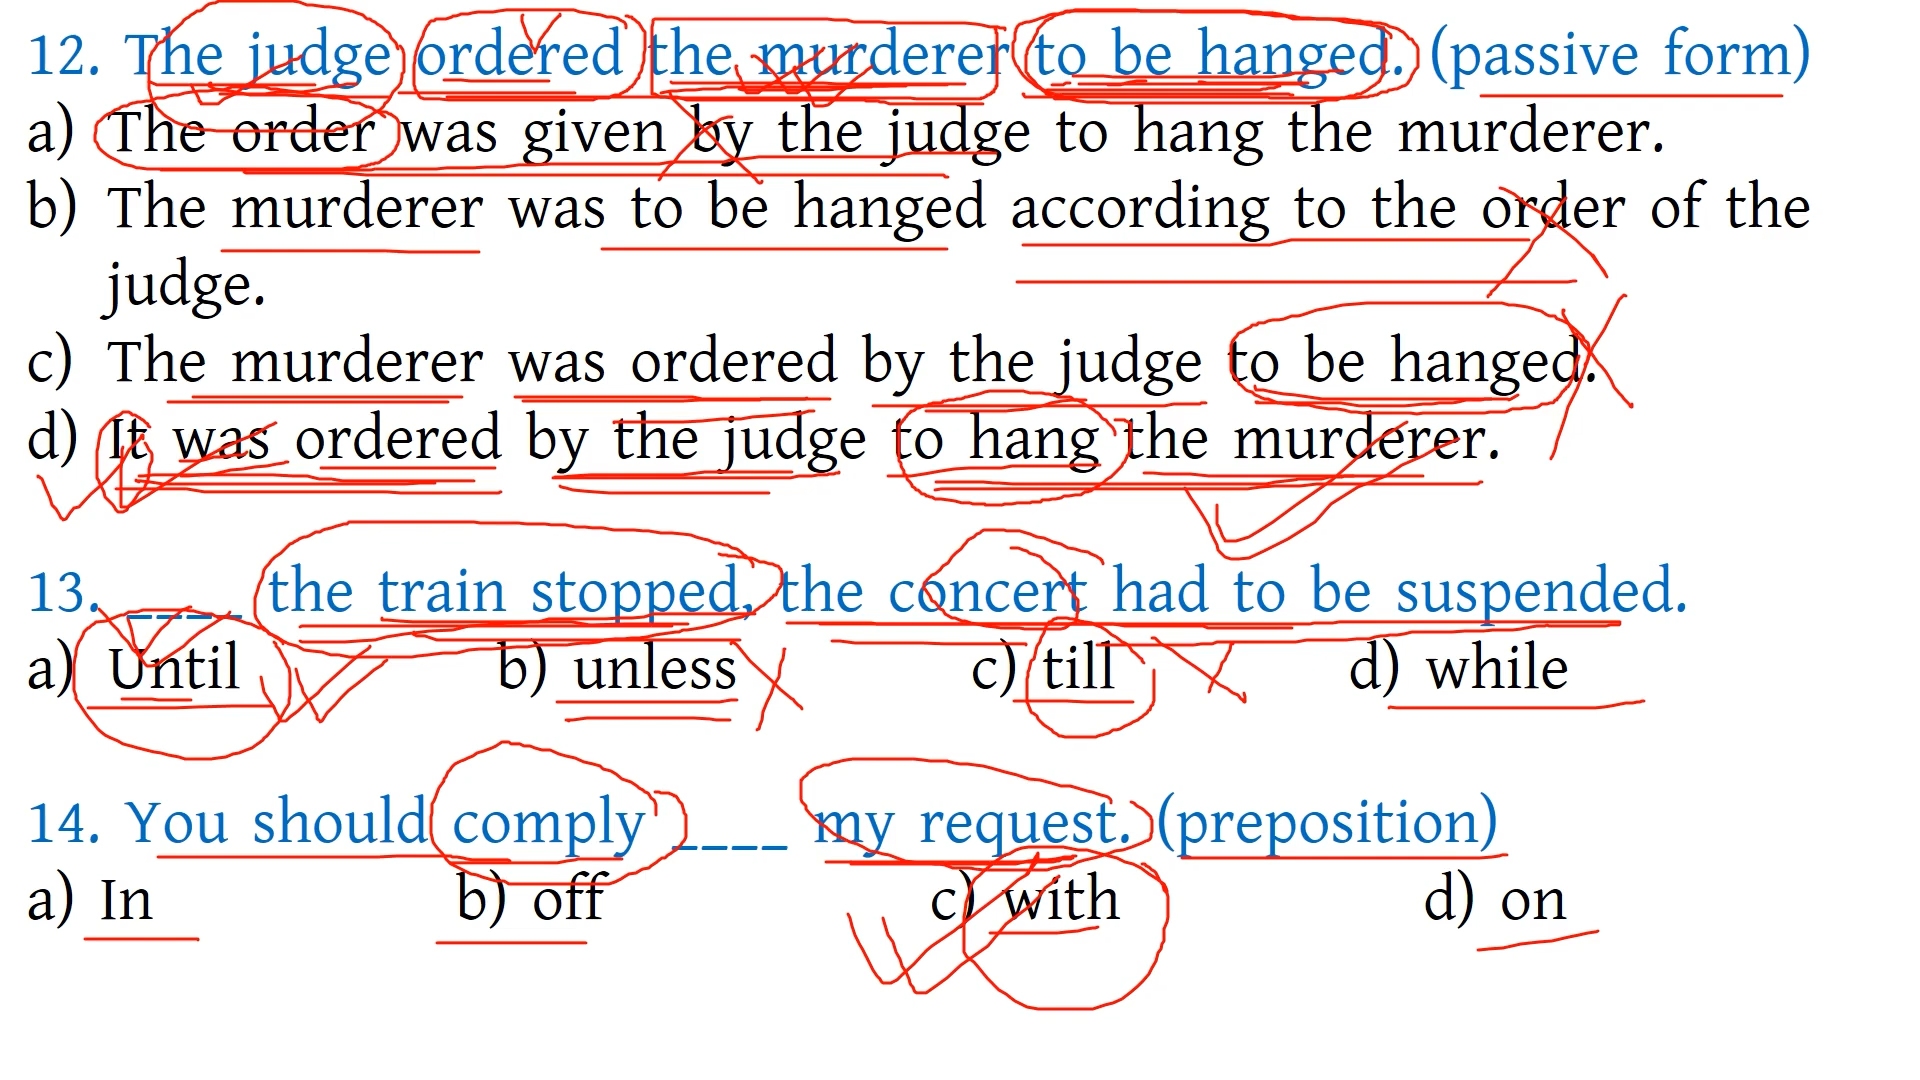 12. The judge ordered the murderer to be hanged. (passive form)
a) The order was given by the judge to hang the murderer.
b) The murderer was to be hanged according to the order of the
judge.
c) The murderer was ordered by the judge to be hanged.
d) It was ordered by the judge to hang the murderer.
13. ____ the train stopped, the concert had to be suspended.
a) Until b) unless c) till d) while
14. You should comply ____ my request. (preposition)
a) In b) off c) with d) on